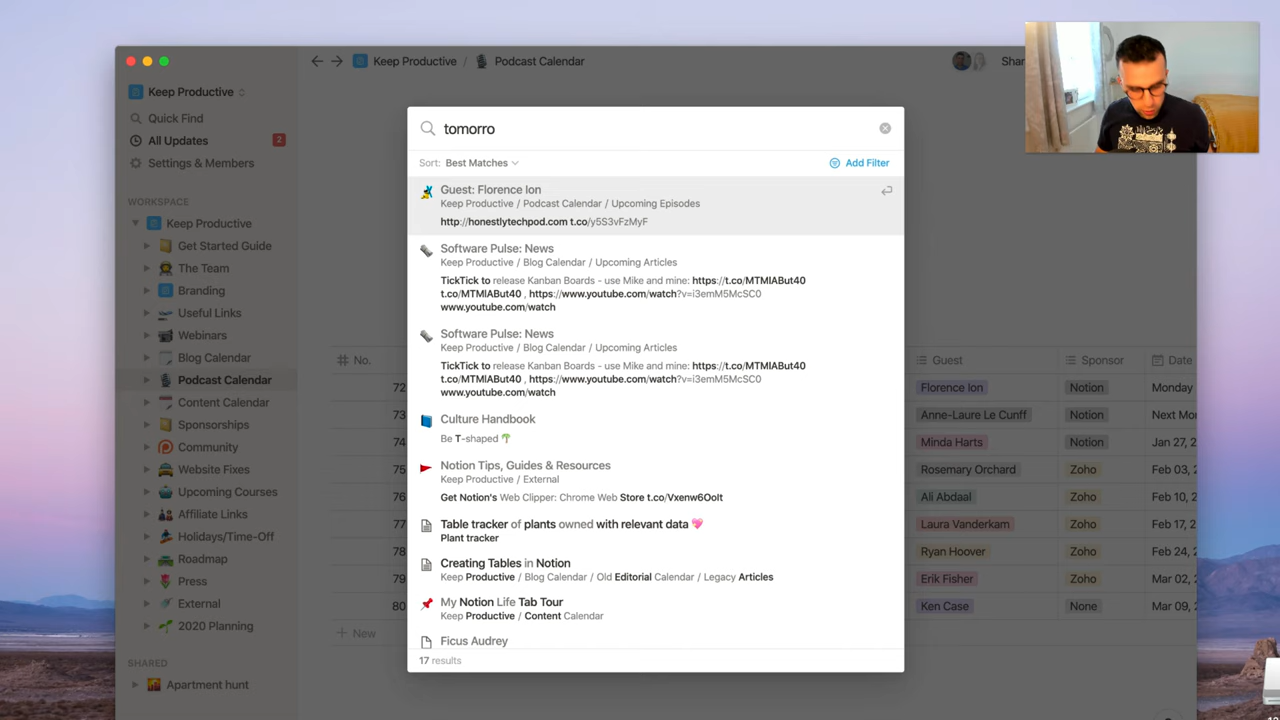 Keep Productive / Podcast Calendar
Shar
Keep Productive
Quick Find
All Updates
2
Settings & Members
WORKSPACE
Keep Productive
Get Started Guide
The Team
Branding
Useful Links
Webinars
Blog Calendar
Podcast Calendar
Content Calendar
Sponsorships
Community
Website Fixes
Upcoming Courses
Affiliate Links
Holidays/Time-Off
Roadmap
Press
External
2020 Planning
SHARED
Apartment hunt
tomorro
Sort: Best Matches
Add Filter
Guest: Florence Ion
Keep Productive / Podcast Calendar / Upcoming Episodes
http://honestlytechpod.com t.co/y5S3vFzMyF
Software Pulse: News
Keep Productive / Blog Calendar / Upcoming Articles
TickTick to release Kanban Boards - use Mike and mine: https://t.co/MTMlABut40
t.co/MTMlABut40 , https://www.youtube.com/watch?v=i3emM5McSC0
www.youtube.com/watch
Software Pulse: News
Keep Productive / Blog Calendar / Upcoming Articles
TickTick to release Kanban Boards - use Mike and mine: https://t.co/MTMlABut40
t.co/MTMlABut40 , https://www.youtube.com/watch?v=i3emM5McSC0
www.youtube.com/watch
Culture Handbook
Be T-shaped 🌴
Notion Tips, Guides & Resources
Keep Productive / External
Get Notion's Web Clipper: Chrome Web Store t.co/Vxenw6OoIt
Table tracker of plants owned with relevant data 💖
Plant tracker
Creating Tables in Notion
Keep Productive / Blog Calendar / Old Editorial Calendar / Legacy Articles
My Notion Life Tab Tour
Keep Productive / Content Calendar
Ficus Audrey
17 results
No. Guest Sponsor Date
72 Florence Ion Notion Monday
73 Anne-Laure Le Cunff Notion Next Mor
74 Minda Harts Notion Jan 27, 2
75 Rosemary Orchard Zoho Feb 03, 2
76 Ali Abdaal Zoho Feb 10, 2
77 Laura Vanderkam Zoho Feb 17, 2
78 Ryan Hoover Zoho Feb 24, 2
79 Erik Fisher Zoho Mar 02, 2
80 Ken Case None Mar 09, 2
+ New